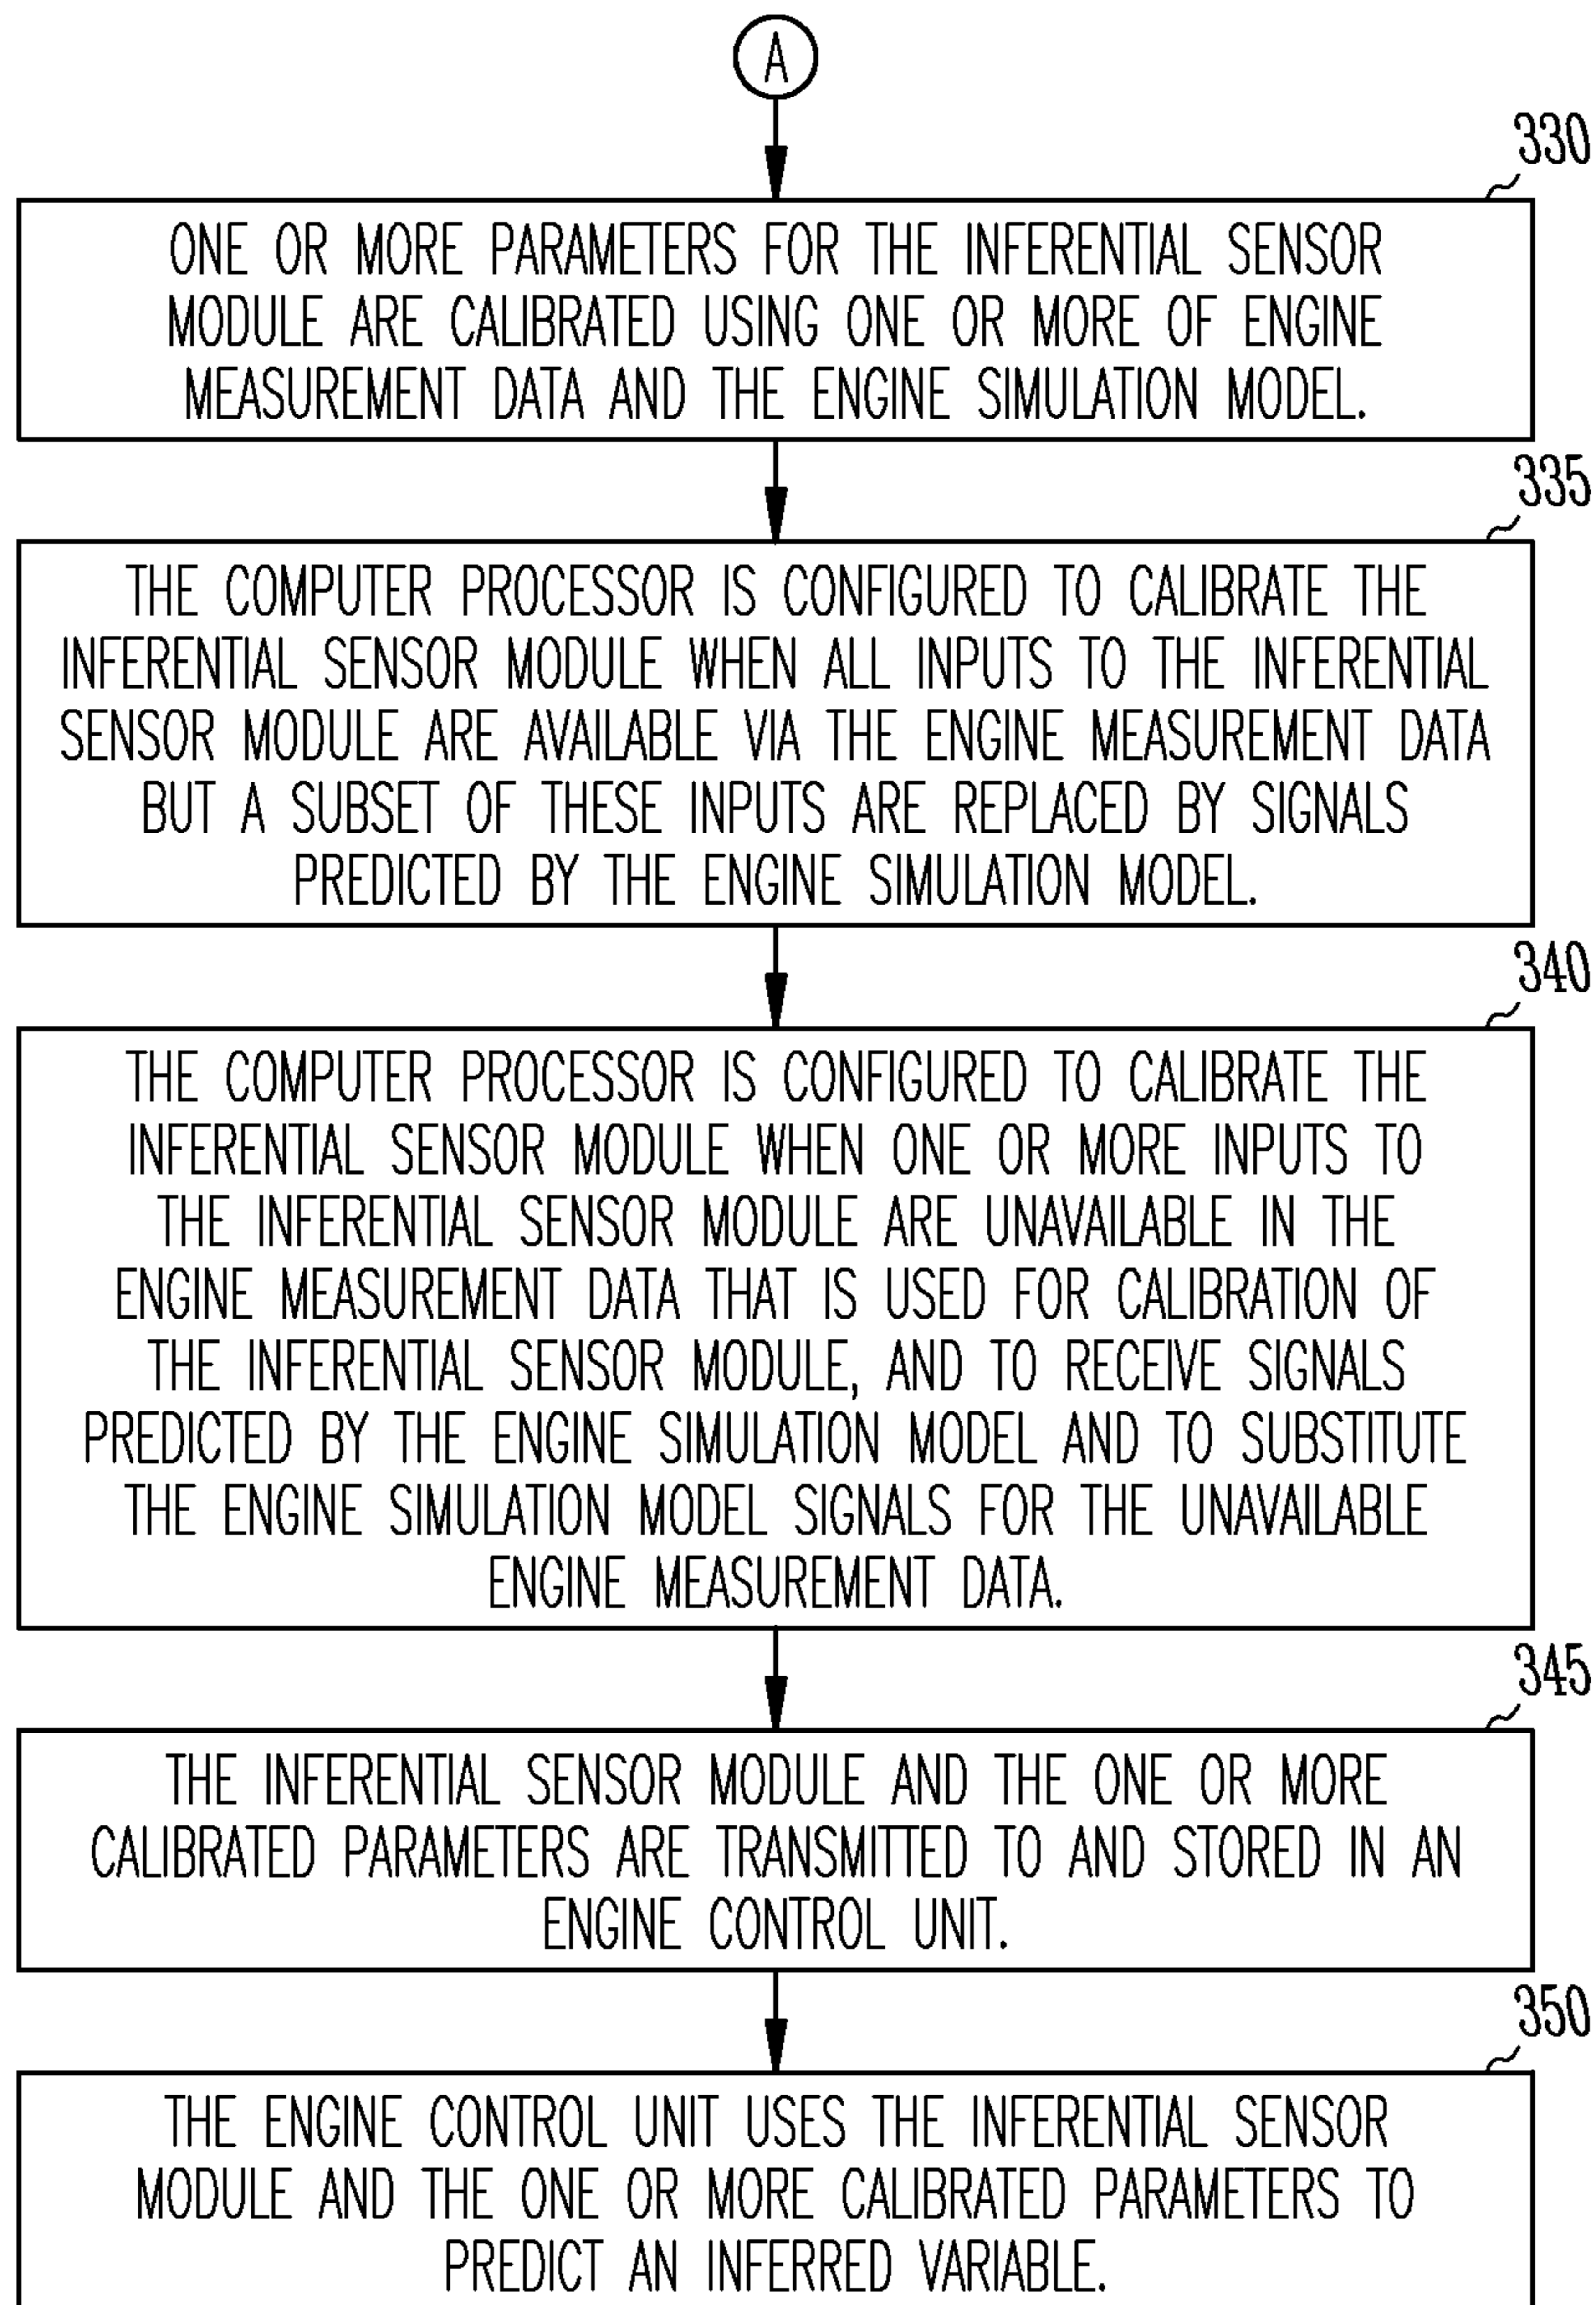 A
330
ONE OR MORE PARAMETERS FOR THE INFERENTIAL SENSOR
MODULE ARE CALIBRATED USING ONE OR MORE OF ENGINE
MEASUREMENT DATA AND THE ENGINE SIMULATION MODEL.
335
THE COMPUTER PROCESSOR IS CONFIGURED TO CALIBRATE THE
INFERENTIAL SENSOR MODULE WHEN ALL INPUTS TO THE INFERENTIAL
SENSOR MODULE ARE AVAILABLE VIA THE ENGINE MEASUREMENT DATA
BUT A SUBSET OF THESE INPUTS ARE REPLACED BY SIGNALS
PREDICTED BY THE ENGINE SIMULATION MODEL.
340
THE COMPUTER PROCESSOR IS CONFIGURED TO CALIBRATE THE
INFERENTIAL SENSOR MODULE WHEN ONE OR MORE INPUTS TO
THE INFERENTIAL SENSOR MODULE ARE UNAVAILABLE IN THE
ENGINE MEASUREMENT DATA THAT IS USED FOR CALIBRATION OF
THE INFERENTIAL SENSOR MODULE, AND TO RECEIVE SIGNALS
PREDICTED BY THE ENGINE SIMULATION MODEL AND TO SUBSTITUTE
THE ENGINE SIMULATION MODEL SIGNALS FOR THE UNAVAILABLE
ENGINE MEASUREMENT DATA.
345
THE INFERENTIAL SENSOR MODULE AND THE ONE OR MORE
CALIBRATED PARAMETERS ARE TRANSMITTED TO AND STORED IN AN
ENGINE CONTROL UNIT.
350
THE ENGINE CONTROL UNIT USES THE INFERENTIAL SENSOR
MODULE AND THE ONE OR MORE CALIBRATED PARAMETERS TO
PREDICT AN INFERRED VARIABLE.